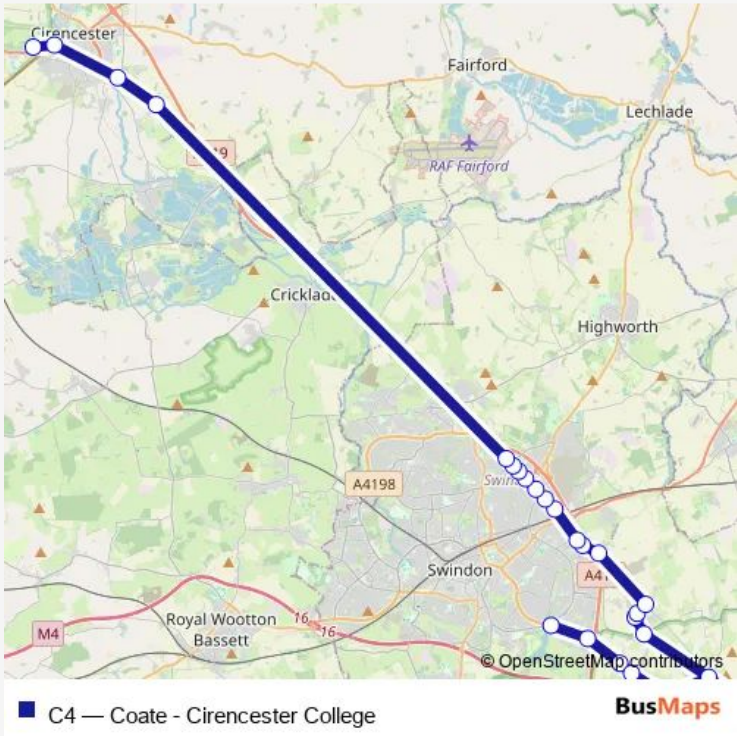 Cirencester
Fairford
Lechlade
RAF Fairford
Highworth
A4198
Swindon
Royal Wootton
Bassett
16
16
M4
© OpenStreetMap contributors
C4 — Coate - Cirencester College
BusMaps